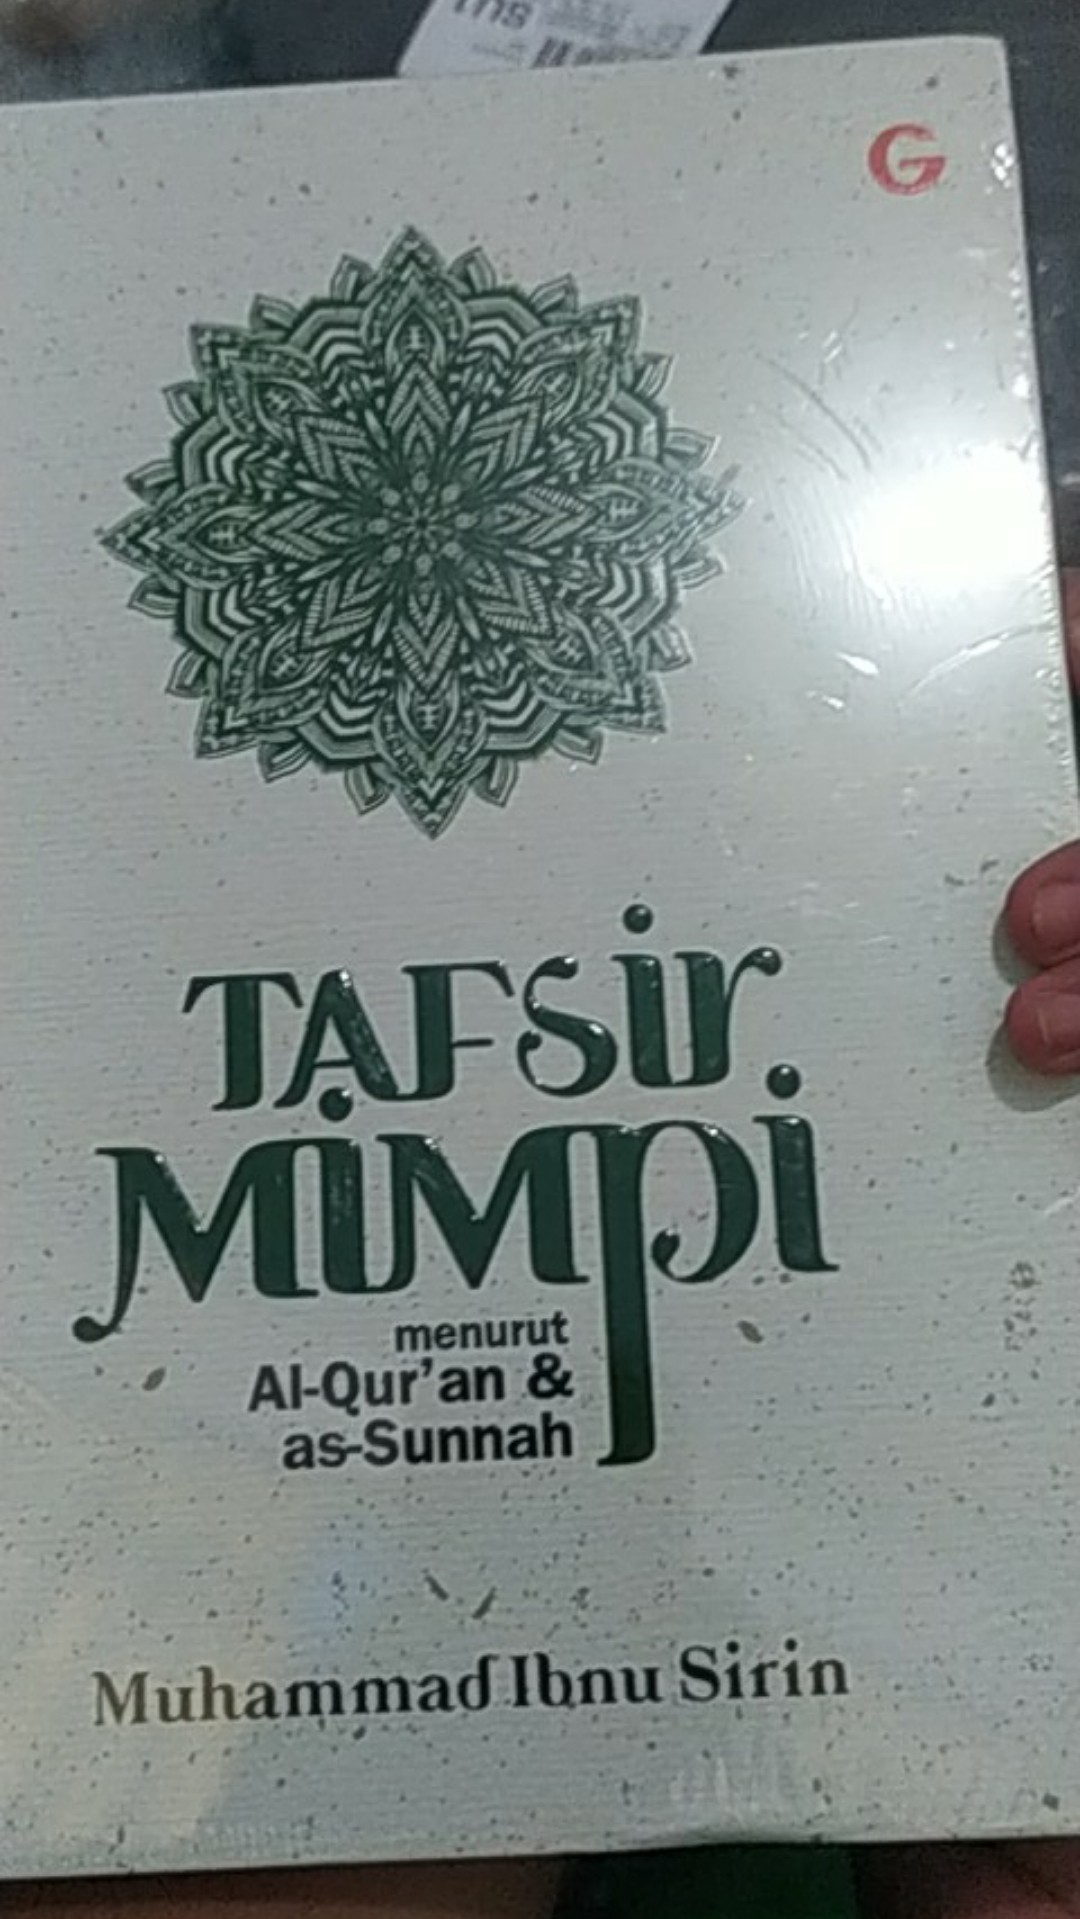 G
TAFsir
Mimpi
menurut
Al-Qur'an &
as-Sunnah
Muhammad Ibnu Sirin